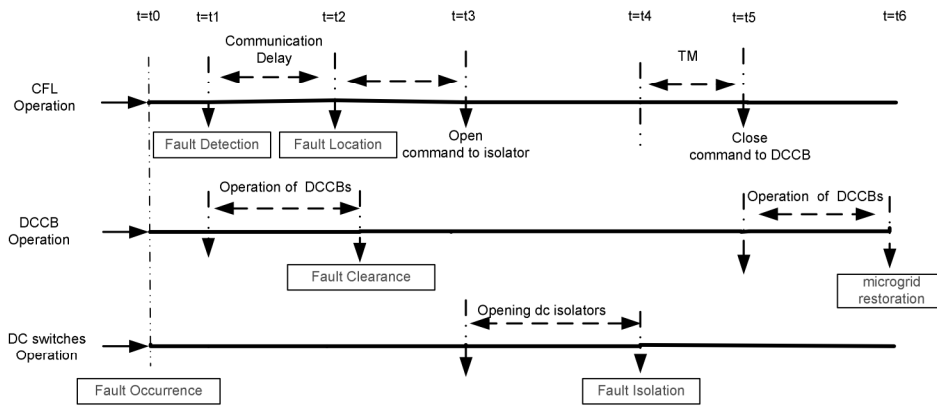 t=t0 t=t1 t=t2 t=t3 t=t4 t=t5 t=t6
Communication
Delay
TM
CFL
Operation
Fault Detection
Fault Location
Open
command to isolator
Close
command to DCCB
Operation of DCCBs
Operation of DCCBs
DCCB
Operation
Fault Clearance
microgrid
restoration
Opening dc isolators
DC switches
Operation
Fault Occurrence
Fault Isolation